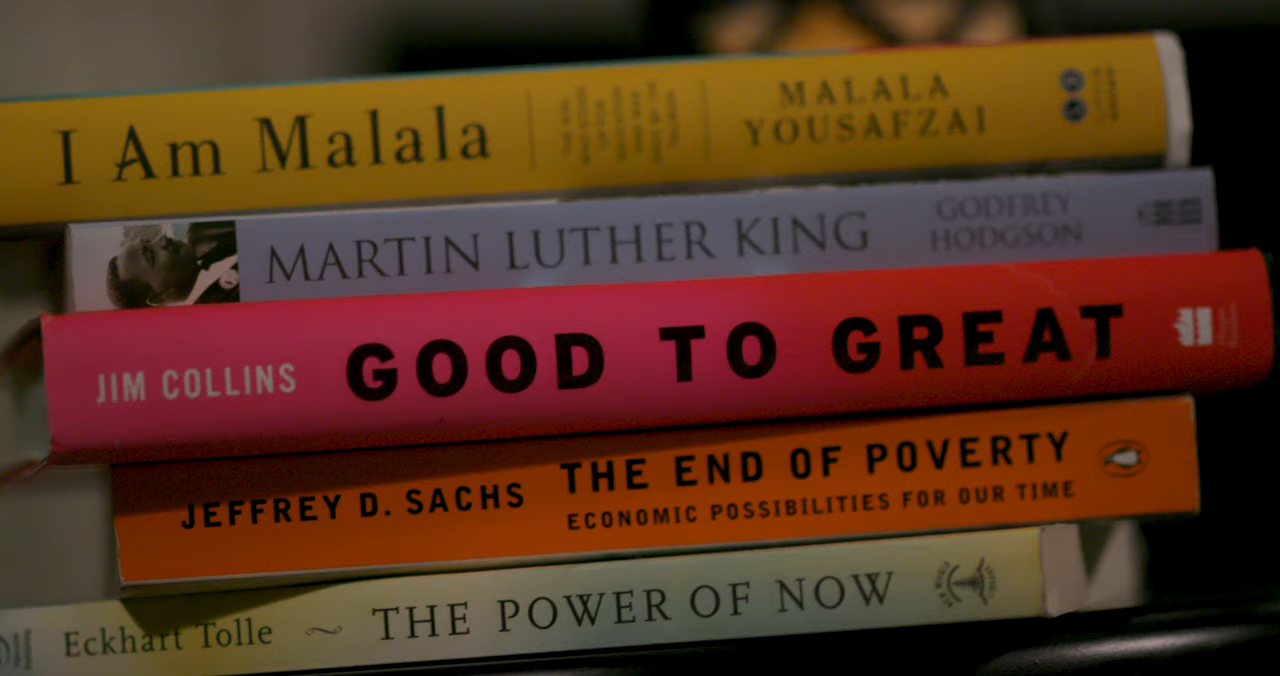 I Am Malala
MALALA
YOUSAFZAI
MARTIN LUTHER KING
GODFREY
HODGSON
JIM COLLINS
GOOD TO GREAT
JEFFREY D. SACHS
THE END OF POVERTY
ECONOMIC POSSIBILITIES FOR OUR TIME
Eckhart Tolle
THE POWER OF NOW